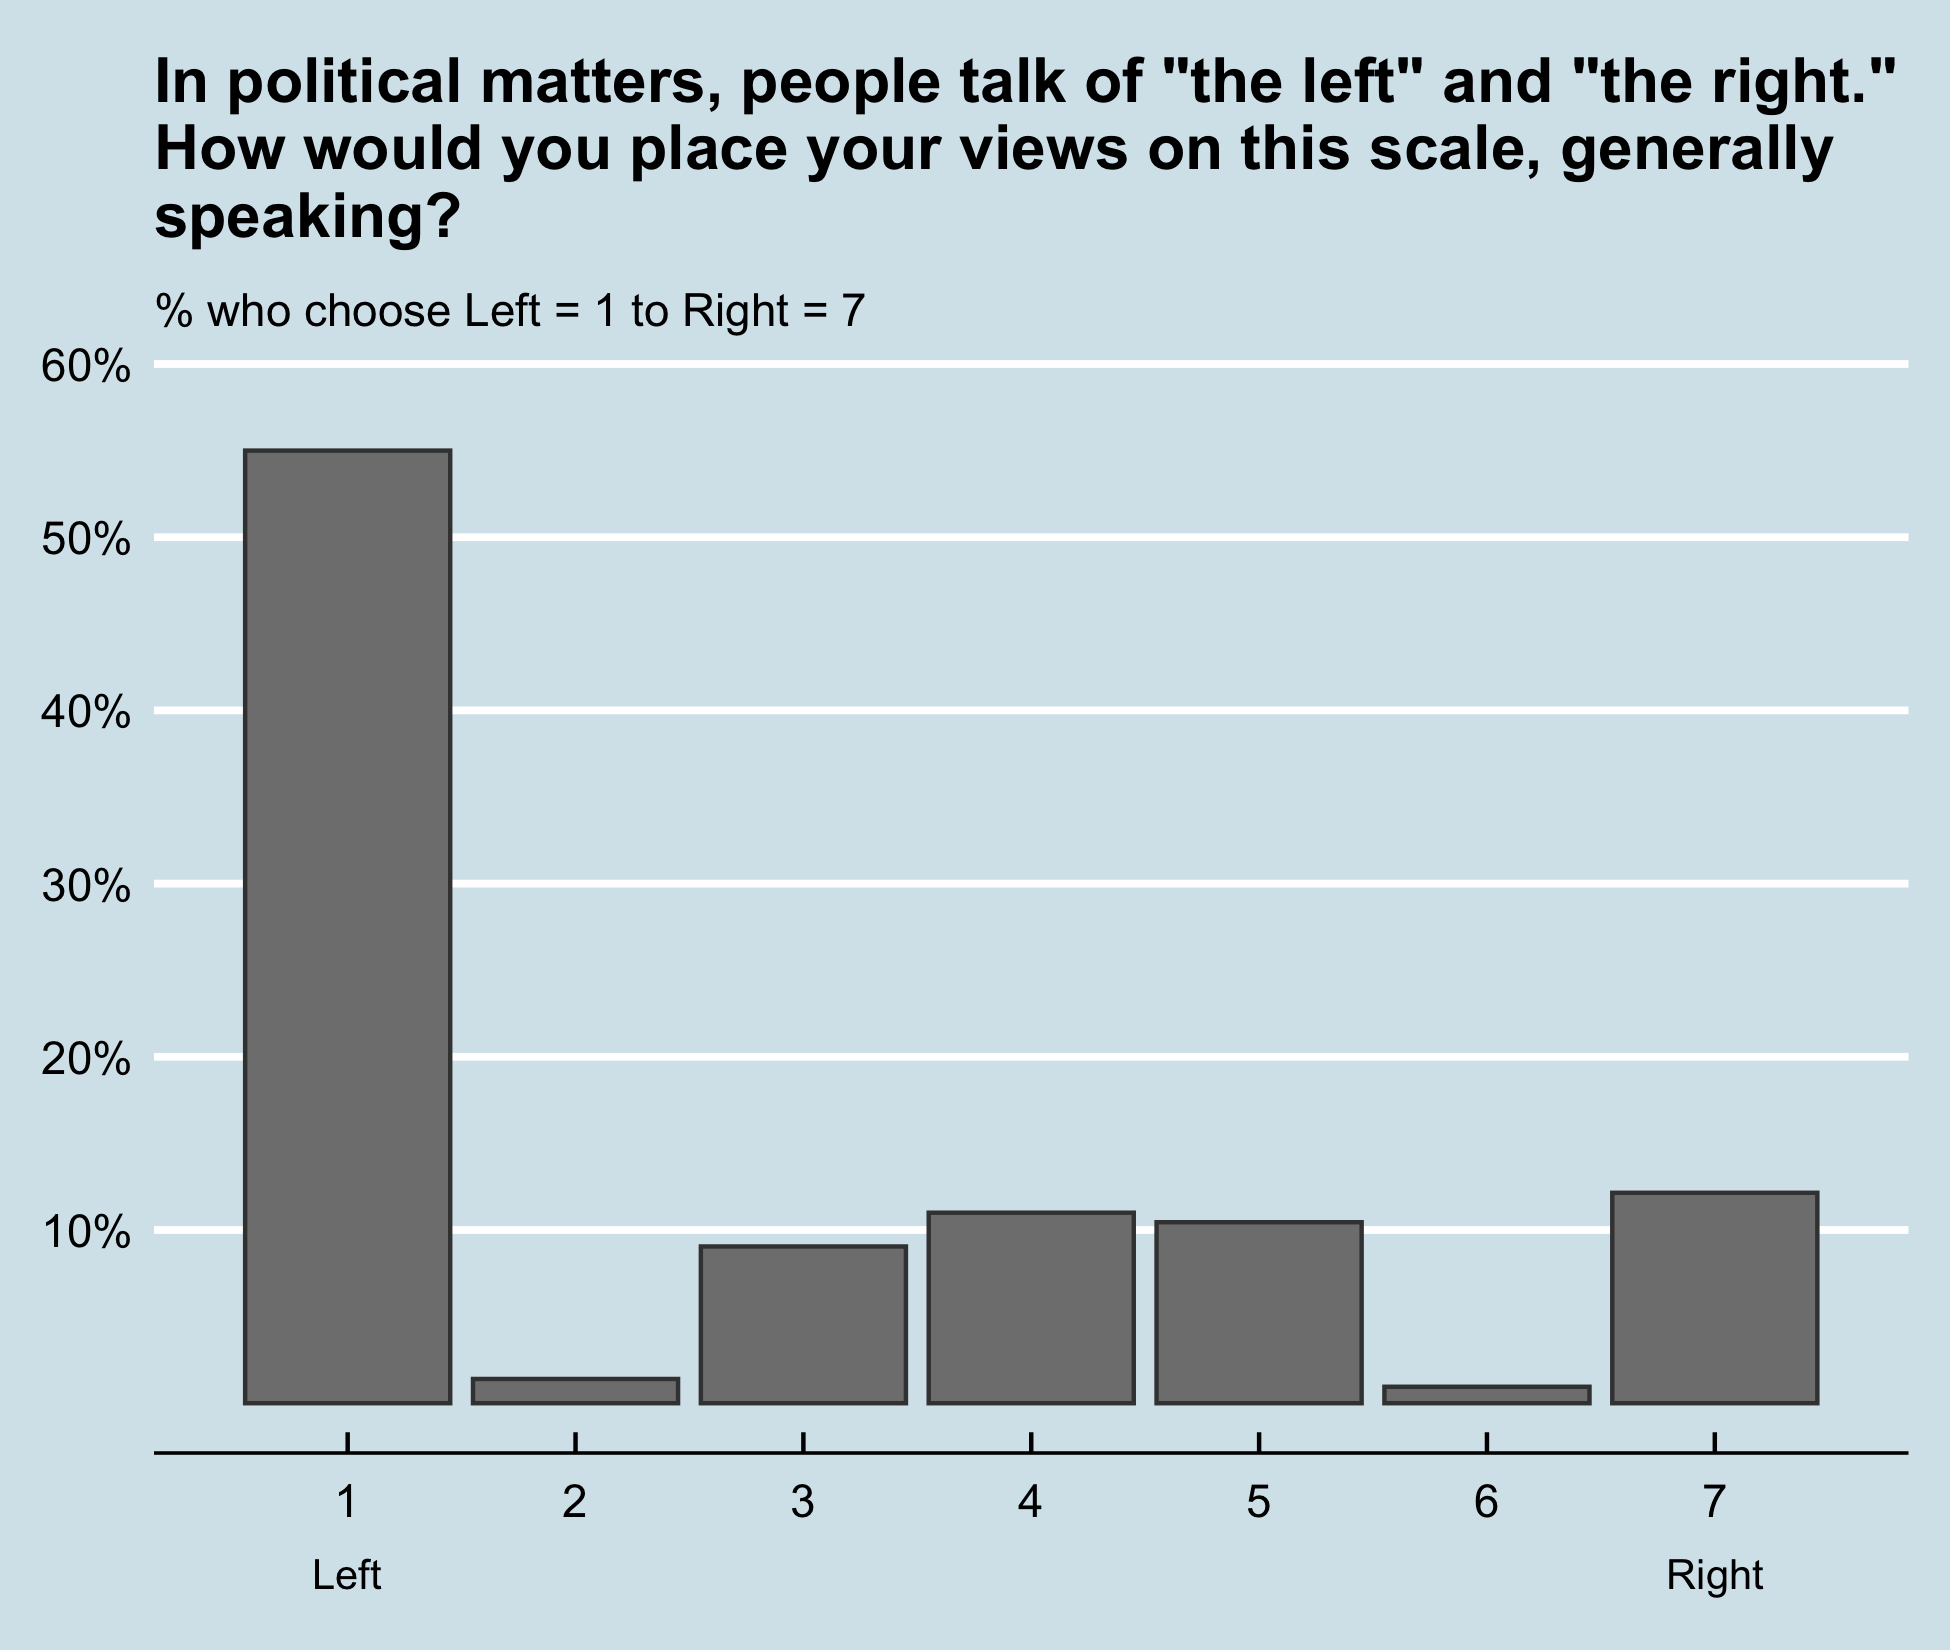 In political matters, people talk of "the left" and "the right."
How would you place your views on this scale, generally
speaking?
% who choose Left = 1 to Right = 7
60%
50%
40%
30%
20%
10%
1 2 3 4 5 6 7
Left Right